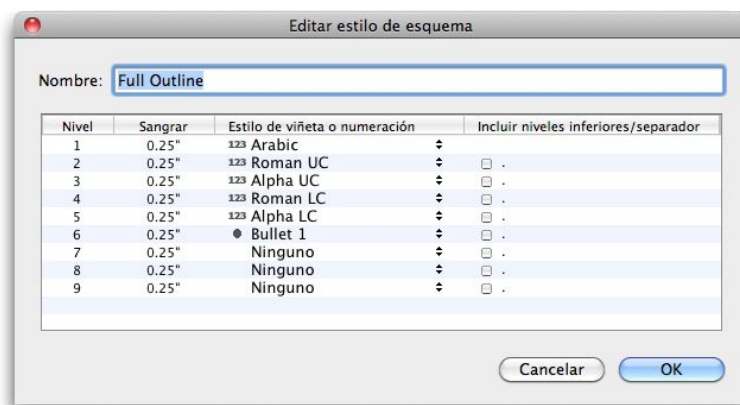 Editar estilo de esquema
Nombre: Full Outline
Nivel Sangrar Estilo de viñeta o numeración Incluir niveles inferiores/separador
1 0.25" 123 Arabic
2 0.25" 123 Roman UC .
3 0.25" 123 Alpha UC .
4 0.25" 123 Roman LC .
5 0.25" 123 Alpha LC .
6 0.25" Bullet 1 .
7 0.25" Ninguno .
8 0.25" Ninguno .
9 0.25" Ninguno .
Cancelar OK